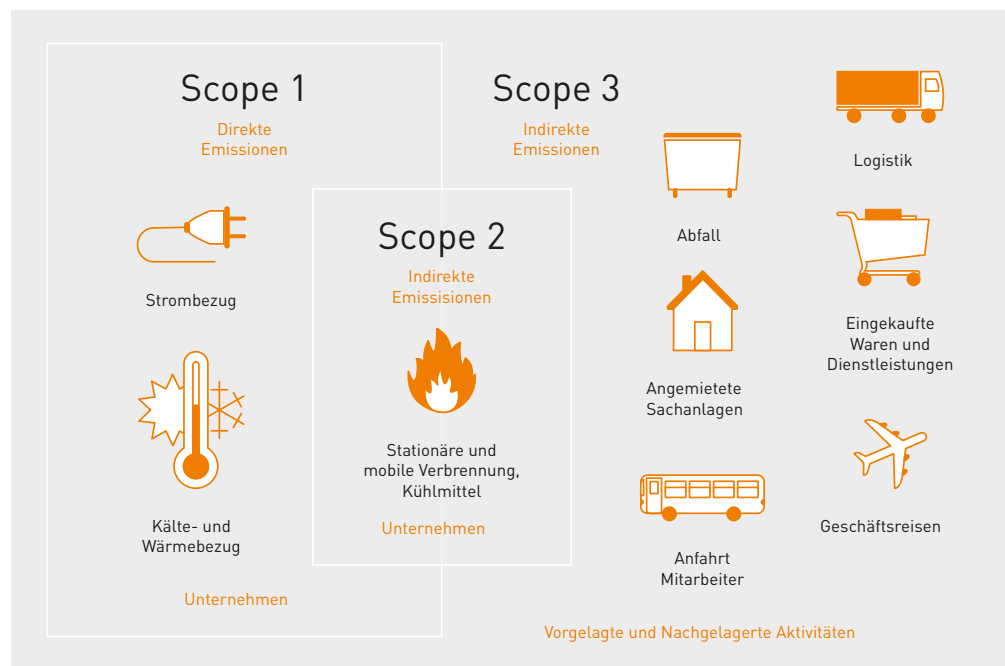 Scope 1
Direkte
Emissionen
Strombezug
Kälte- und
Wärmebezug
Unternehmen
Scope 2
Indirekte
Emissisionen
Stationäre und
mobile Verbrennung,
Kühlmittel
Unternehmen
Scope 3
Indirekte
Emissionen
Abfall
Angemietete
Sachanlagen
Anfahrt
Mitarbeiter
Logistik
Eingekaufte
Waren und
Dienstleistungen
Geschäftsreisen
Vorgelagte und Nachgelagerte Aktivitäten